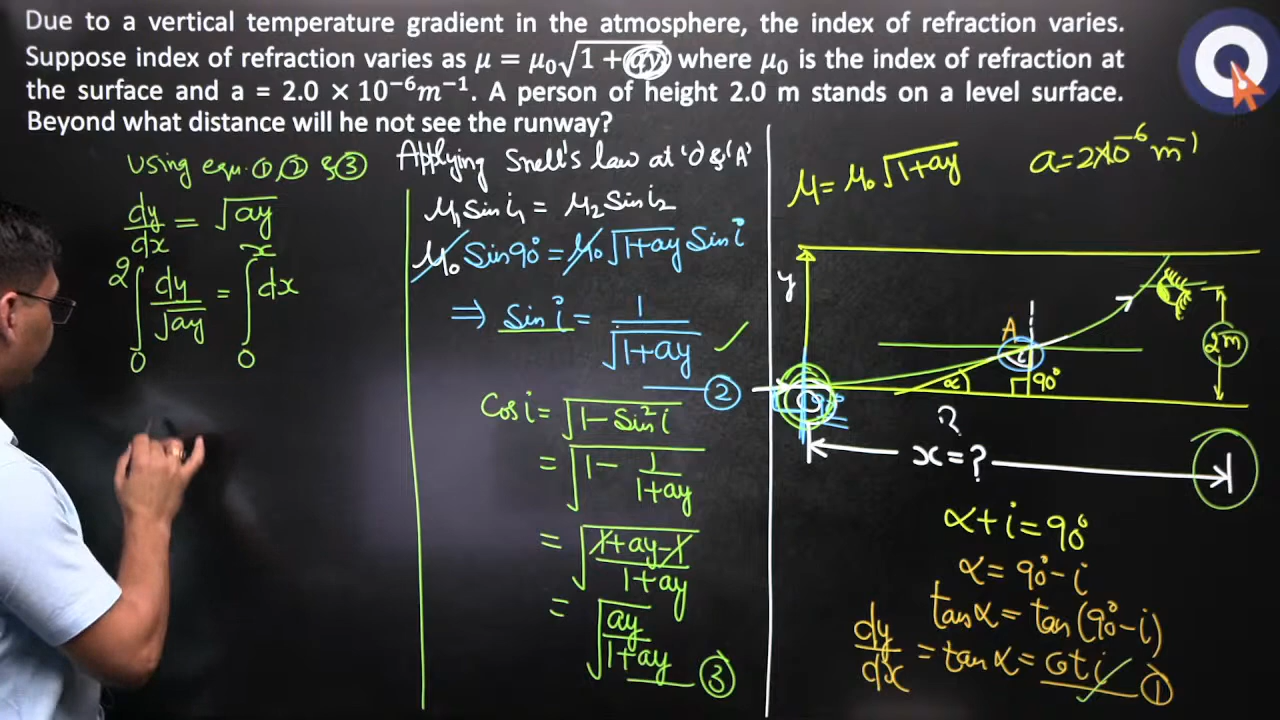 Due to a vertical temperature gradient in the atmosphere, the index of refraction varies.
Suppose index of refraction varies as μ = μ₀√(1 + ay) where μ₀ is the index of refraction at
the surface and a = 2.0 × 10⁻⁶m⁻¹. A person of height 2.0 m stands on a level surface.
Beyond what distance will he not see the runway?
Using equn. ①, ② & ③
dy/dx = √ay
∫₀² dy/√ay = ∫₀ˣ dx
Applying Snell's law at 'O' & 'A'
μ₁ Sin i₁ = μ₂ Sin i₂
μ₀ Sin 90° = μ₀ √(1+ay) Sin i
⇒ Sin i = 1/√(1+ay)
②
Cos i = √(1 - Sin² i)
= √(1 - 1/(1+ay))
= √((1+ay-1)/(1+ay))
= √(ay/(1+ay))
③
μ = μ₀ √(1+ay)
a = 2×10⁻⁶ m⁻¹
y
A
i
2m
α
90°
90°
?
x = ?
α + i = 90°
α = 90° - i
tan α = tan (90° - i)
dy/dx = tan α = cot i
①